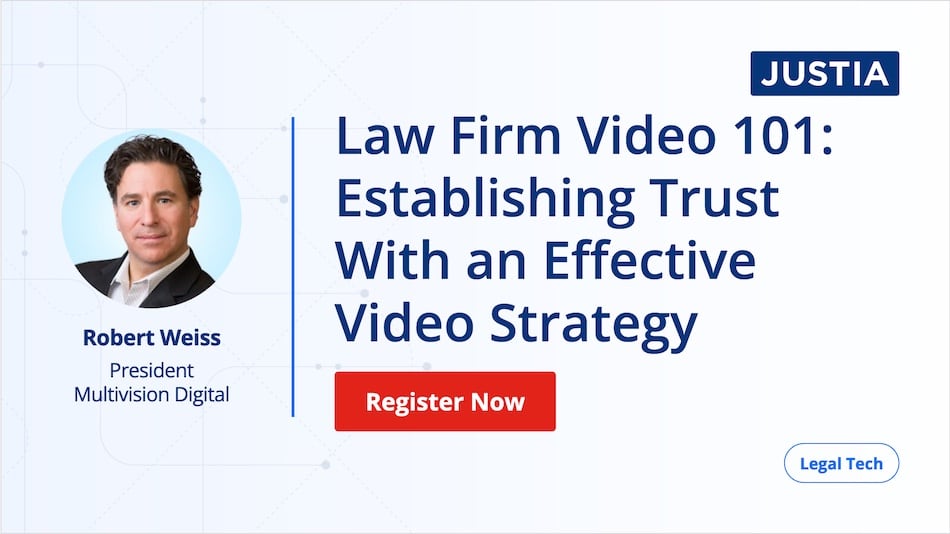 JUSTIA
Law Firm Video 101:
Establishing Trust
With an Effective
Video Strategy
Register Now
Robert Weiss
President
Multivision Digital
Legal Tech